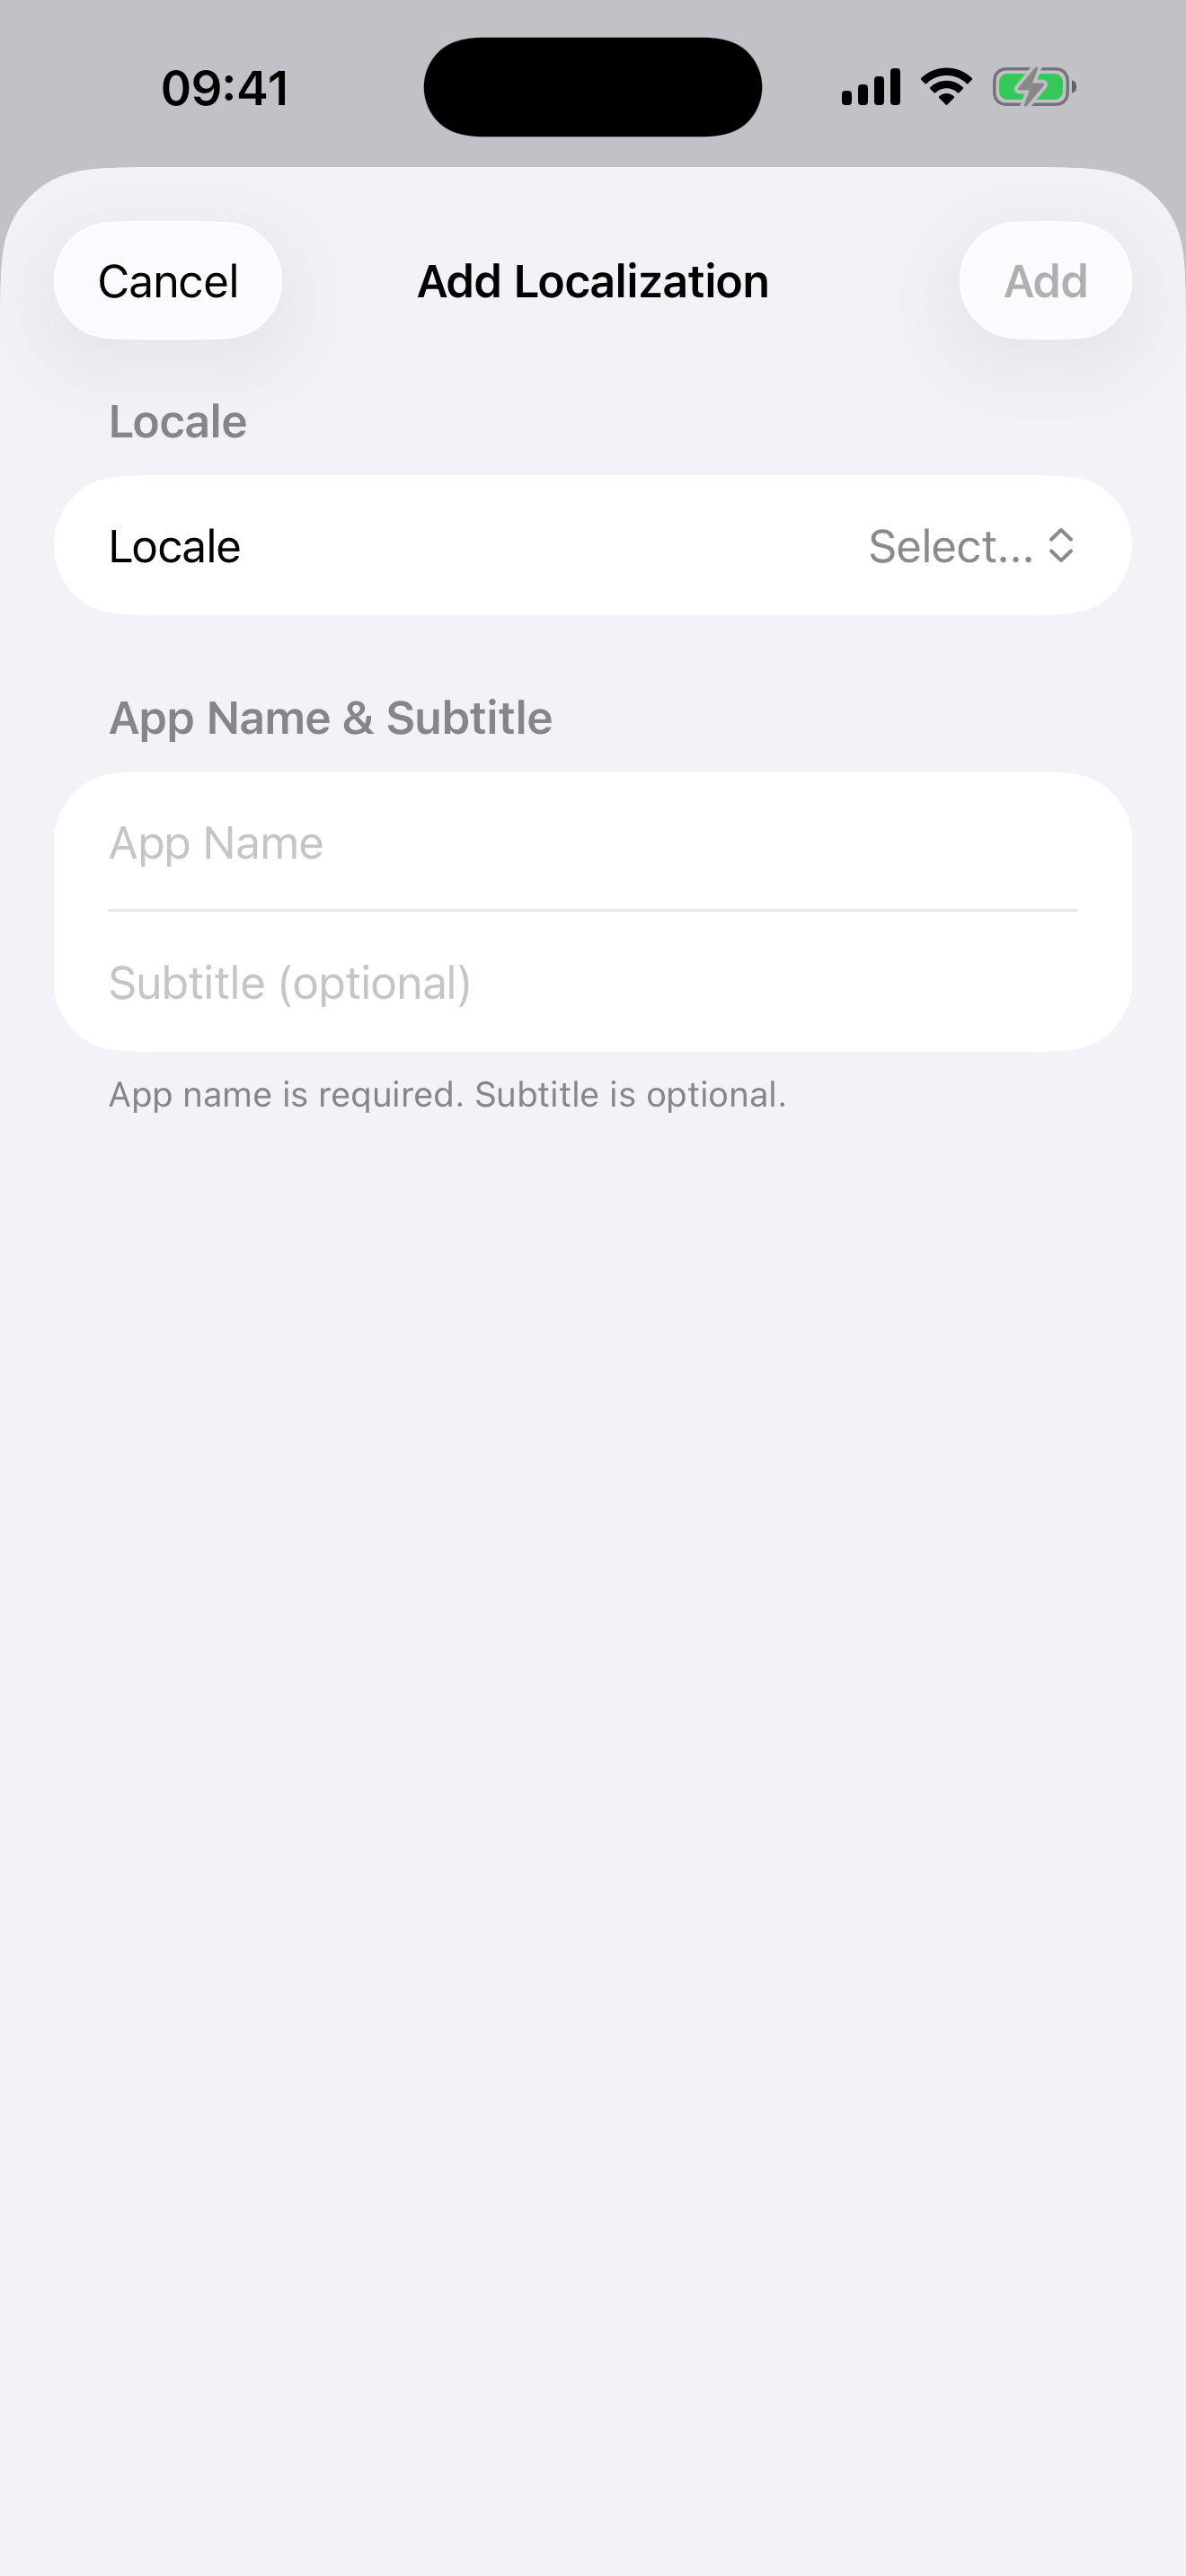 09:41
Cancel
Add Localization
Add
Locale
Locale
Select...
App Name & Subtitle
App Name
Subtitle (optional)
App name is required. Subtitle is optional.